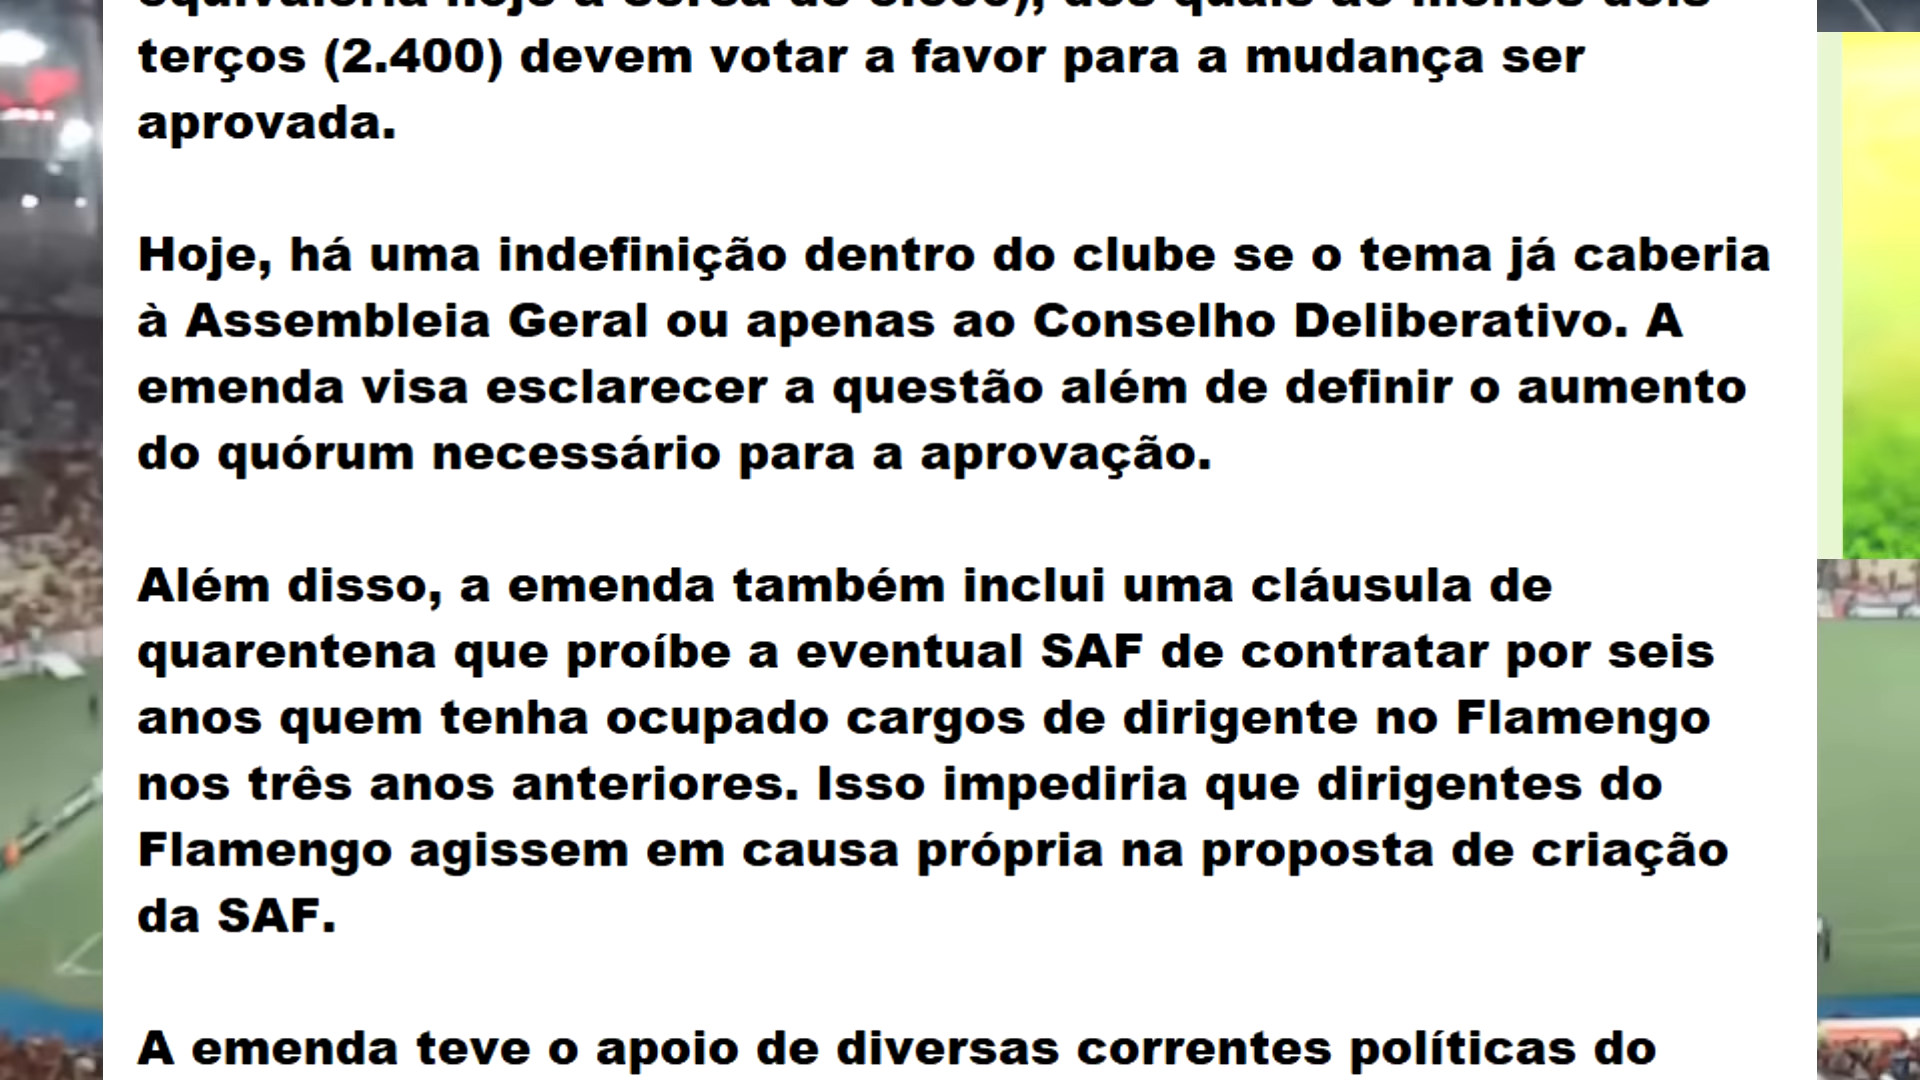 terços (2.400) devem votar a favor para a mudança ser
aprovada.
Hoje, há uma indefinição dentro do clube se o tema já caberia
à Assembleia Geral ou apenas ao Conselho Deliberativo. A
emenda visa esclarecer a questão além de definir o aumento
do quórum necessário para a aprovação.
Além disso, a emenda também inclui uma cláusula de
quarentena que proíbe a eventual SAF de contratar por seis
anos quem tenha ocupado cargos de dirigente no Flamengo
nos três anos anteriores. Isso impediria que dirigentes do
Flamengo agissem em causa própria na proposta de criação
da SAF.
A emenda teve o apoio de diversas correntes políticas do